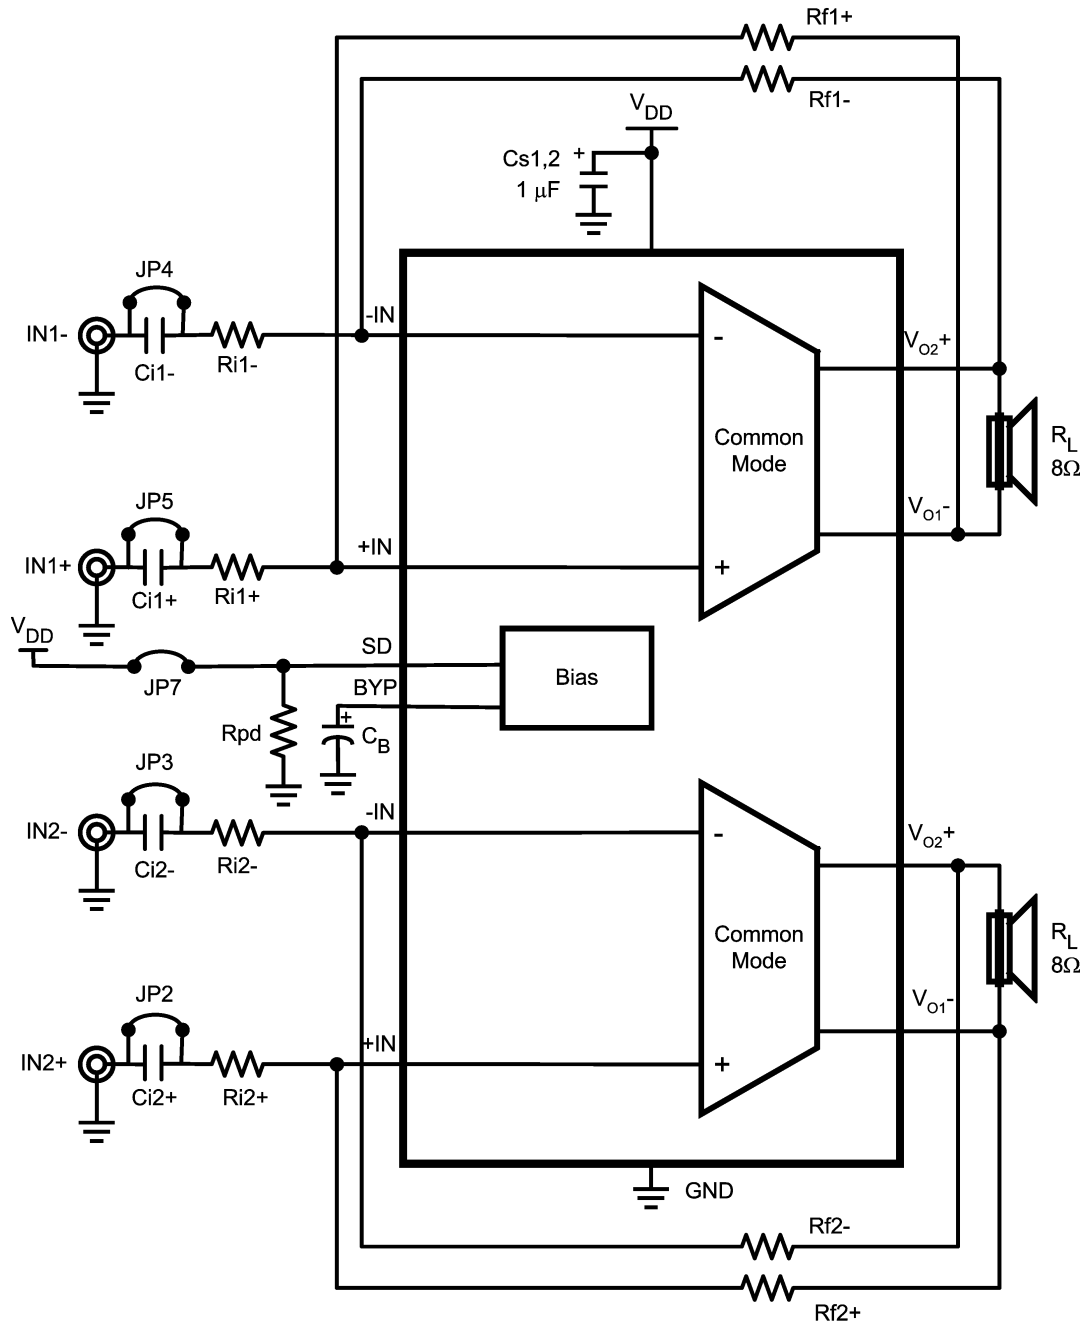 Rf1+
Rf1-
VDD
Cs1,2
+
1 μF
JP4
-IN
IN1-
Ci1-
Ri1-
-
VO2+
Common
Mode
RL
8Ω
JP5
VO1-
+IN
IN1+
Ci1+
Ri1+
+
VDD
SD
JP7
BYP
Bias
Rpd
+
CB
JP3
-IN
IN2-
Ci2-
Ri2-
-
VO2+
Common
Mode
RL
8Ω
JP2
VO1-
+IN
IN2+
Ci2+
Ri2+
+
GND
Rf2-
Rf2+